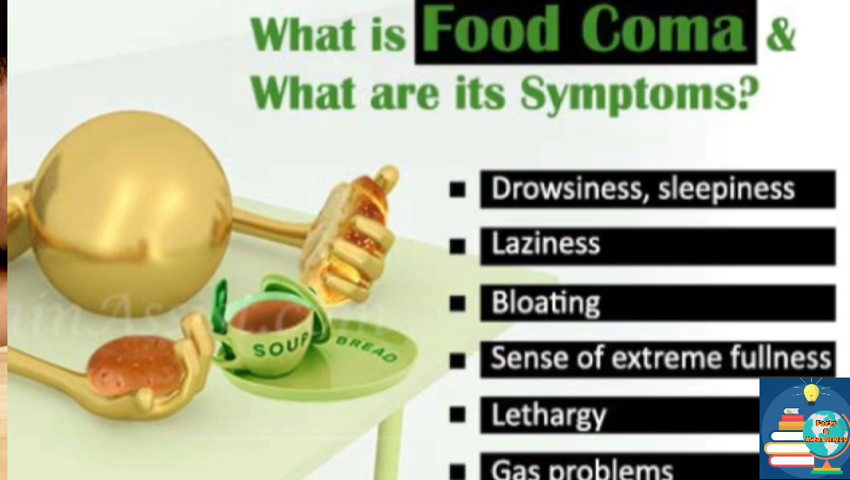 What is Food Coma &
What are its Symptoms?
Drowsiness, sleepiness
Laziness
Bloating
Sense of extreme fullness
Lethargy
Gas problems
SOUP
BREAD
Facts